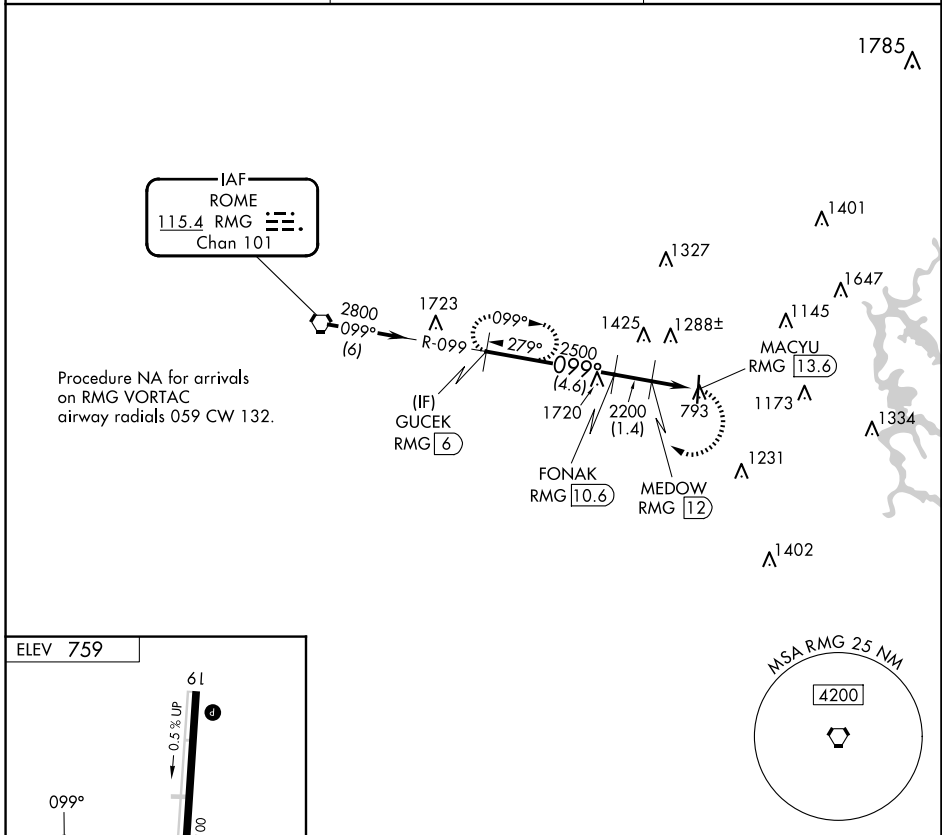 1785
IAF
ROME
115.4 RMG
Chan 101
1401
1327
1647
2800
099°
(6)
1723
R-099
099°
279°
2500
099°
(4.6)
1425
1288±
1145
MACYU
RMG 13.6
Procedure NA for arrivals
on RMG VORTAC
airway radials 059 CW 132.
(IF)
GUCEK
RMG 6
1720
2200
(1.4)
793
1173
1334
FONAK
RMG 10.6
MEDOW
RMG 12
1231
1402
ELEV 759
19
P
0.5% UP
099°
00
MSA RMG 25 NM
4200